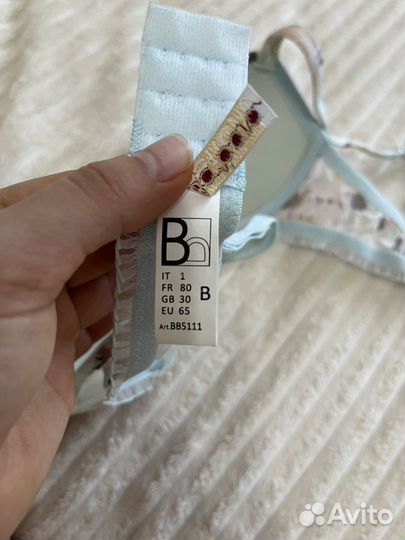 B
IT 1
FR 80
GB 30 B
EU 65
Art. BB5111
Avito